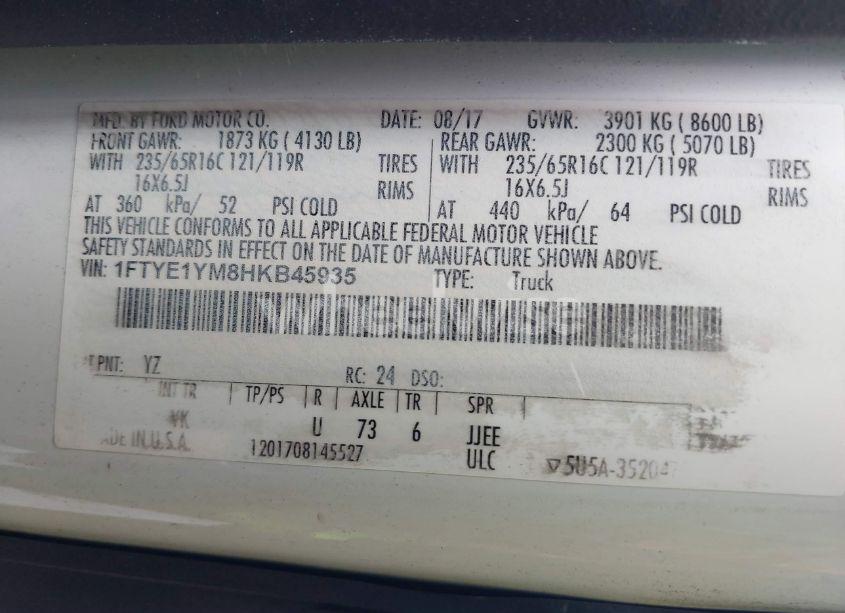 MFD. BY FORD MOTOR CO. DATE: 08/17 GVWR: 3901 KG ( 8600 LB)
FRONT GAWR: 1873 KG ( 4130 LB) REAR GAWR: 2300 KG ( 5070 LB)
WITH 235/65R16C 121/119R TIRES WITH 235/65R16C 121/119R TIRES
16X6.5J RIMS 16X6.5J RIMS
AT 360 kPa/ 52 PSI COLD AT 440 kPa/ 64 PSI COLD
THIS VEHICLE CONFORMS TO ALL APPLICABLE FEDERAL MOTOR VEHICLE
SAFETY STANDARDS IN EFFECT ON THE DATE OF MANUFACTURE SHOWN ABOVE.
VIN: 1FTYE1YM8HKB45935 TYPE: Truck
PNT: YZ RC: 24 DSO:
INT TR TP/PS R AXLE TR SPR
VK U 73 6 JJEE
ADE IN U.S.A. 1201708145527 ULC 5U5A-35204